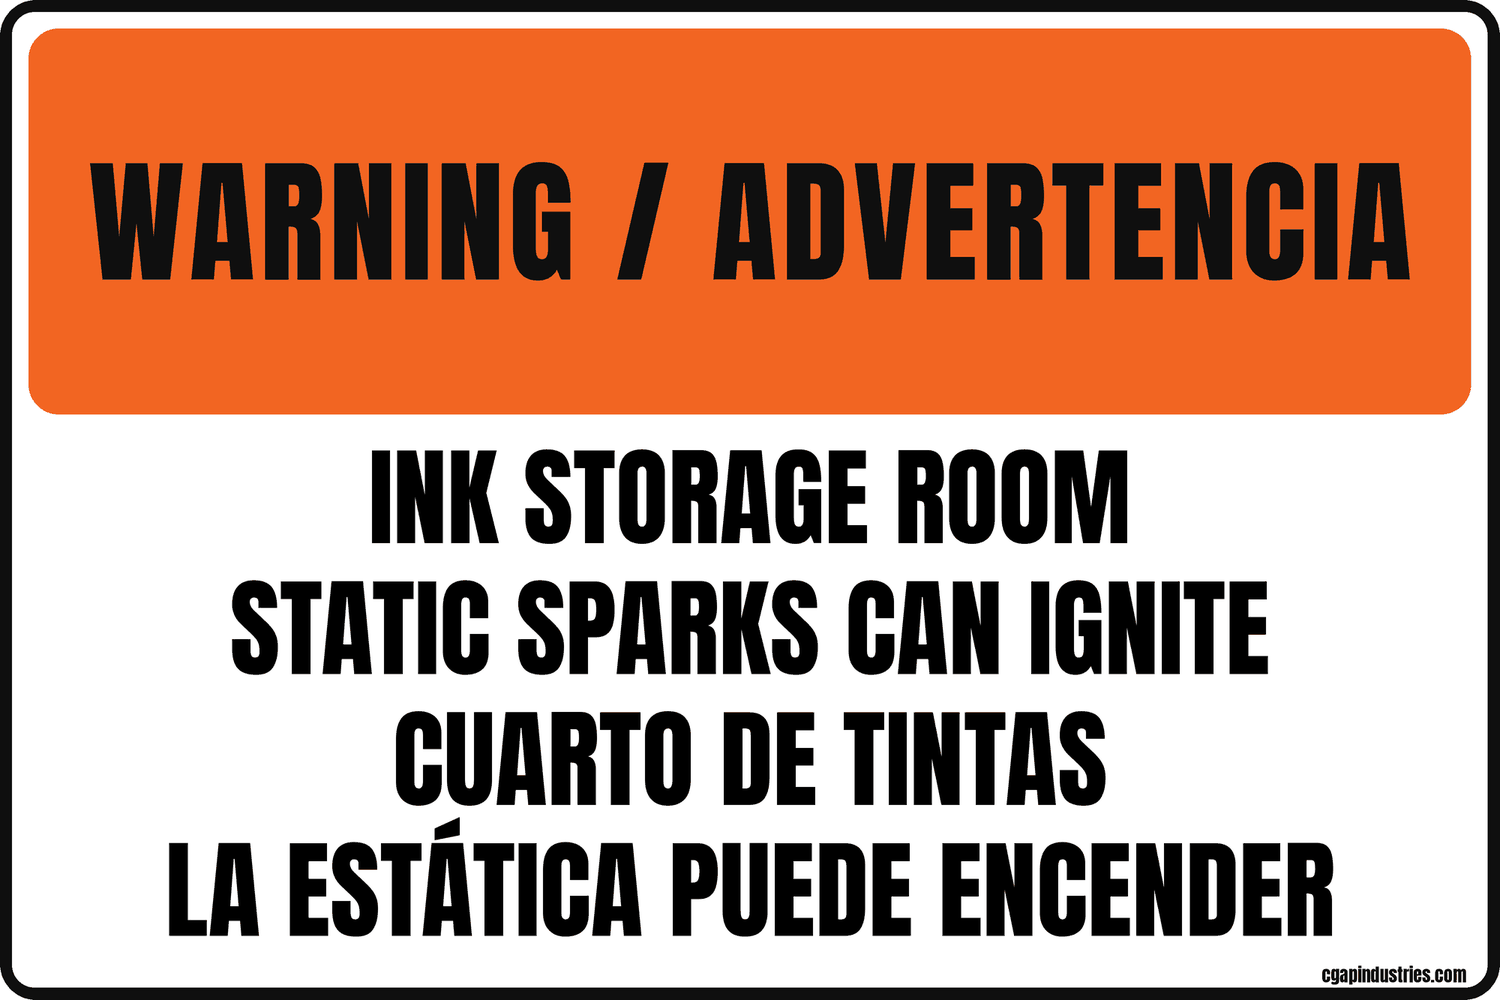 WARNING / ADVERTENCIA
INK STORAGE ROOM
STATIC SPARKS CAN IGNITE
CUARTO DE TINTAS
LA ESTÁTICA PUEDE ENCENDER
cgapindustries.com